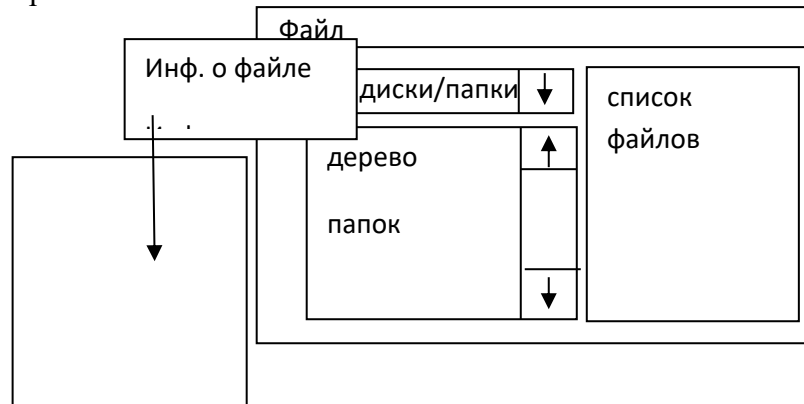 Файл
Инф. о файле
диски/папки
список
файлов
дерево
папок